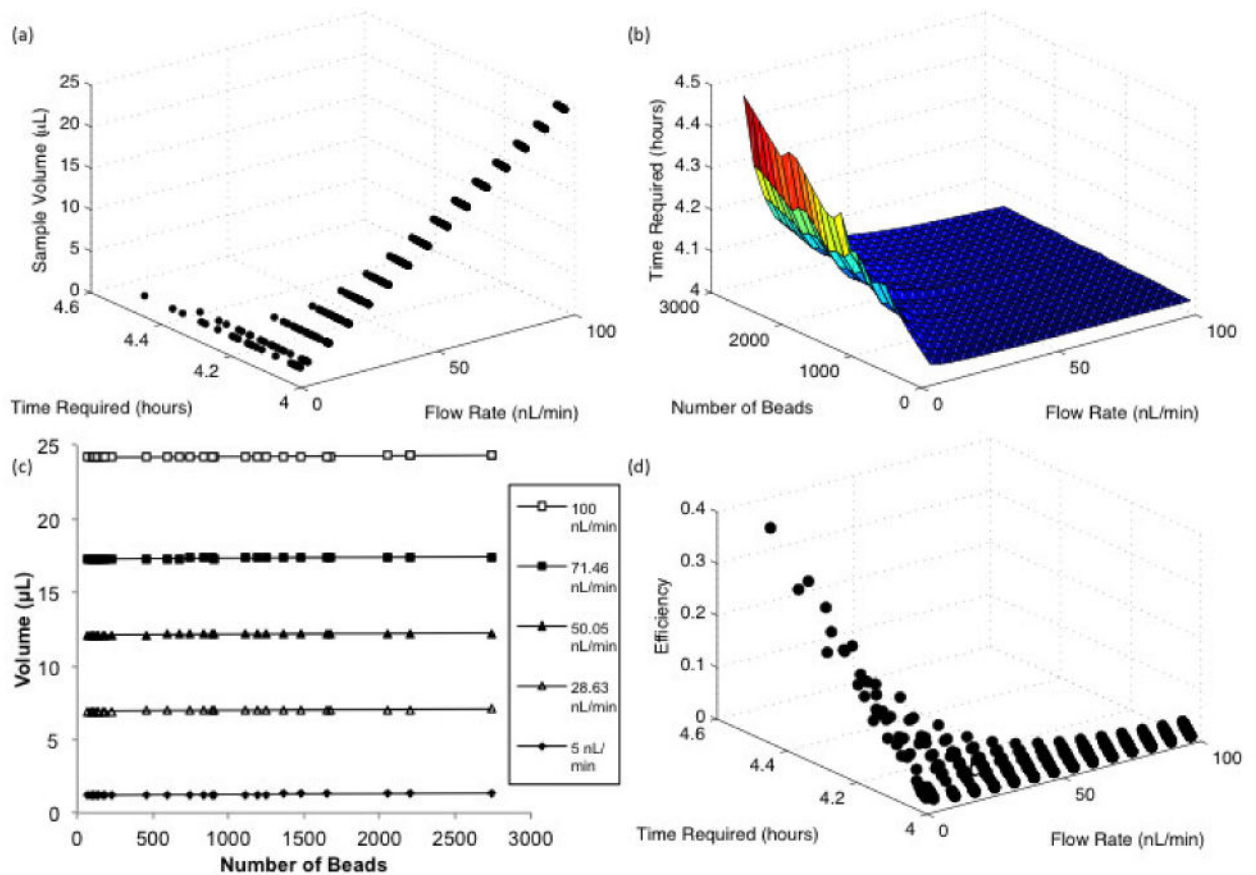 (a)
25
20
15
10
5
0
Sample Volume (µL)
4.6
4.4
4.2
4
Time Required (hours)
0
50
100
Flow Rate (nL/min)
(b)
4.5
4.4
4.3
4.2
4.1
4
Time Required (hours)
3000
2000
1000
0
Number of Beads
0
50
100
Flow Rate (nL/min)
(c)
25
20
15
10
5
0
Volume (µL)
0
500
1000
1500
2000
2500
3000
Number of Beads
100
nL/min
71.46
nL/min
50.05
nL/min
28.63
nL/min
5 nL/
min
(d)
0.4
0.3
0.2
0.1
0
Efficiency
4.6
4.4
4.2
4
Time Required (hours)
0
50
100
Flow Rate (nL/min)